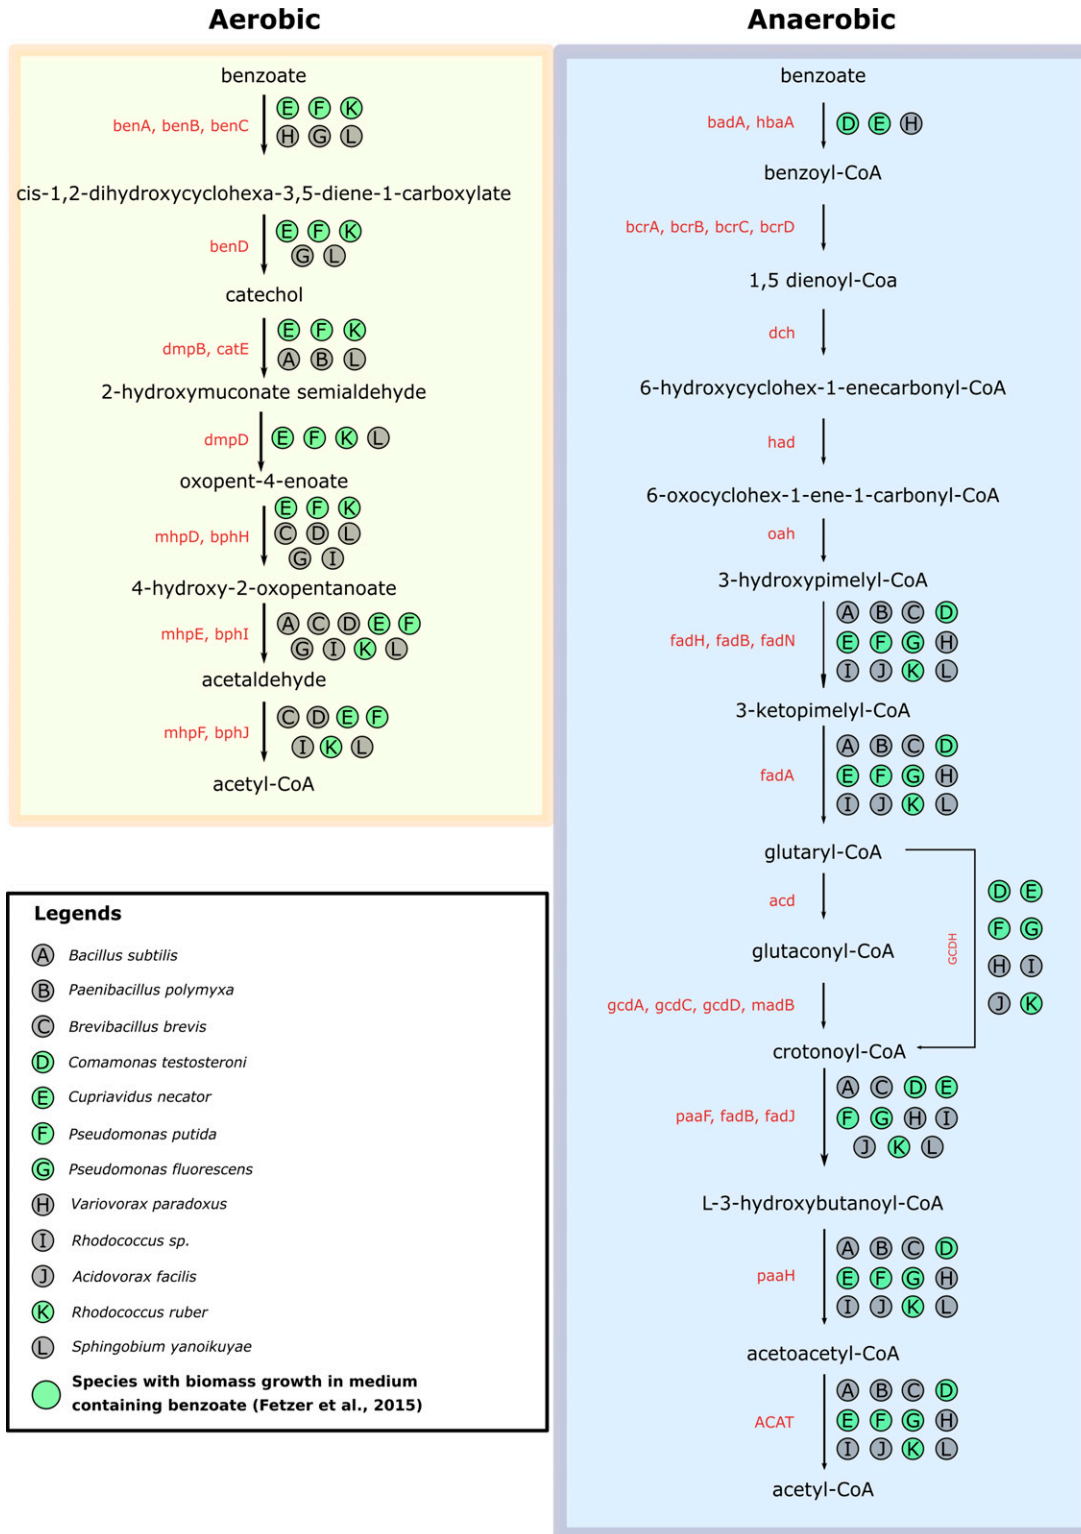 Aerobic
benzoate
benA, benB, benC
E F K
H G L
cis-1,2-dihydroxycyclohexa-3,5-diene-1-carboxylate
benD
E F K
G L
catechol
dmpB, catE
E F K
A B L
2-hydroxymuconate semialdehyde
dmpD
E F K L
oxopent-4-enoate
mhpD, bphH
E F K
C D L
G I
4-hydroxy-2-oxopentanoate
mhpE, bphI
A C D E F
G I K L
acetaldehyde
mhpF, bphJ
C D E F
I K L
acetyl-CoA
Anaerobic
benzoate
badA, hbaA
D E H
benzoyl-CoA
bcrA, bcrB, bcrC, bcrD
1,5 dienoyl-Coa
dch
6-hydroxycyclohex-1-enecarbonyl-CoA
had
6-oxocyclohex-1-ene-1-carbonyl-CoA
oah
3-hydroxypimelyl-CoA
fadH, fadB, fadN
A B C D
E F G H
I J K L
3-ketopimelyl-CoA
fadA
A B C D
E F G H
I J K L
glutaryl-CoA
acd
glutaconyl-CoA
gcdA, gcdC, gcdD, madB
GCDH
D E
F G
H I
J K
crotonoyl-CoA
paaF, fadB, fadJ
A C D E
F G H I
J K L
L-3-hydroxybutanoyl-CoA
paaH
A B C D
E F G H
I J K L
acetoacetyl-CoA
ACAT
A B C D
E F G H
I J K L
acetyl-CoA
Legends
A Bacillus subtilis
B Paenibacillus polymyxa
C Brevibacillus brevis
D Comamonas testosteroni
E Cupriavidus necator
F Pseudomonas putida
G Pseudomonas fluorescens
H Variovorax paradoxus
I Rhodococcus sp.
J Acidovorax facilis
K Rhodococcus ruber
L Sphingobium yanoikuyae
Species with biomass growth in medium
containing benzoate (Fetzer et al., 2015)